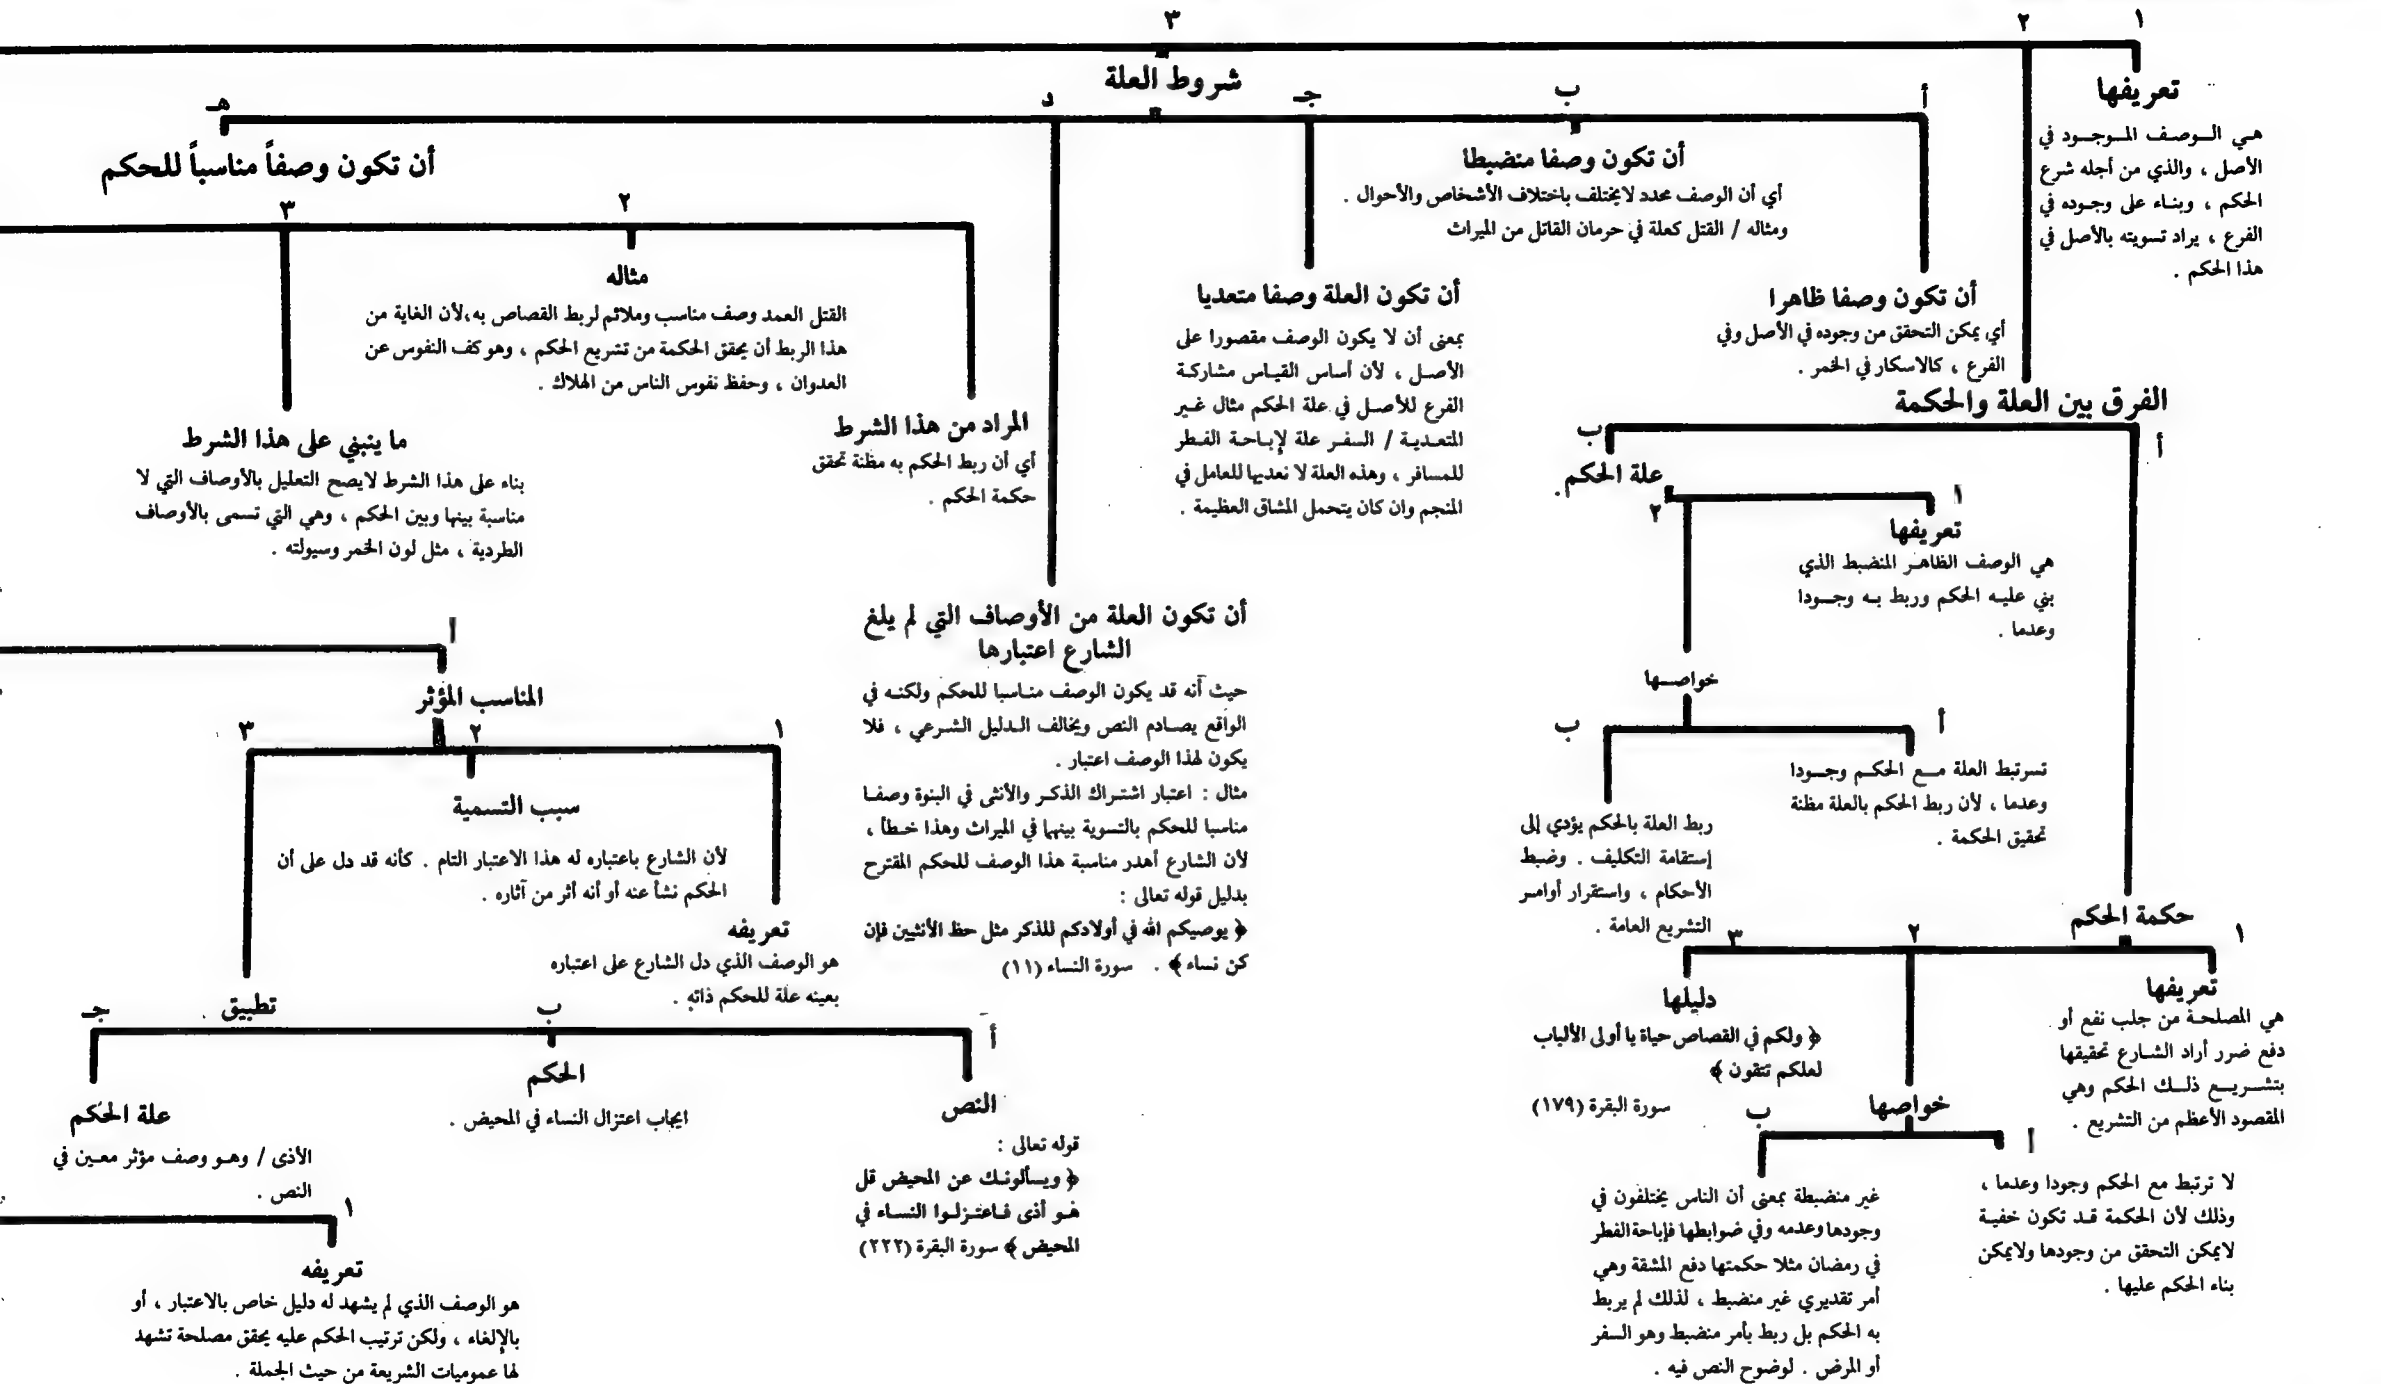 ١
تعريفها
هي الوصف الموجود في
الأصل ، والذي من أجله شرع
الحكم ، وبناء على وجوده في
الفرع ، يراد تسويته بالأصل في
هذا الحكم .
٢
الفرق بين العلة والحكمة
أ
حكمة الحكم
١
تعريفها
هي المصلحة من جلب نفع أو
دفع ضرر أراد الشارع تحقيقها
بتشريع ذلك الحكم وهي
المقصود الأعظم من التشريع .
٢
خواصها
أ
لا ترتبط مع الحكم وجودا وعدما ،
وذلك لأن الحكمة قد تكون خفية
لايمكن التحقق من وجودها ولايمكن
بناء الحكم عليها .
ب
غير منضبطة بمعنى أن الناس يختلفون في
وجودها وعدمه وفي ضوابطها فإباحة الفطر
في رمضان مثلا حكمتها دفع المشقة وهي
أمر تقديري غير منضبط ، لذلك لم يربط
به الحكم بل ربط بأمر منضبط وهو السفر
أو المرض . لوضوح النص فيه .
٣
دليلها
﴿ ولكم في القصاص حياة يا أولى الألباب
لعلكم تتقون ﴾
سورة البقرة (١٧٩)
ب
علة الحكم .
١
تعريفها
هي الوصف الظاهر المنضبط الذي
بني عليه الحكم وربط به وجودا
وعدما .
٢
خواصها
أ
تسرتبط العلة مع الحكم وجودا
وعدما ، لأن ربط الحكم بالعلة مظنة
تحقيق الحكمة .
ب
ربط العلة بالحكم يؤدي إلى
إستقامة التكليف . وضبط
الأحكام ، واستقرار أوامر
التشريع العامة .
٣
شروط العلة
أ
أن تكون وصفا ظاهرا
أي يمكن التحقق من وجوده في الأصل وفي
الفرع ، كالاسكار في الخمر .
ب
أن تكون وصفا منضبطا
أي أن الوصف محدد لايختلف باختلاف الأشخاص والأحوال .
ومثاله / القتل كعلة في حرمان القاتل من الميراث
جـ
أن تكون العلة وصفا متعديا
بمعنى أن لا يكون الوصف مقصورا على
الأصل ، لأن أساس القياس مشاركة
الفرع للأصل في علة الحكم مثال غير
المتعدية / السفر علة لإباحة الفطر
للمسافر ، وهذه العلة لا نعديها للعامل في
المنجم وان كان يتحمل المشاق العظيمة .
د
أن تكون العلة من الأوصاف التي لم يلغ
الشارع اعتبارها
حيث أنه قد يكون الوصف مناسبا للحكم ولكنه في
الواقع يصادم النص ويخالف الدليل الشرعي ، فلا
يكون لهذا الوصف اعتبار .
مثال : اعتبار اشتراك الذكر والأنثى في البنوة وصفا
مناسبا للحكم بالتسوية بينهما في الميراث وهذا خطأ ،
لأن الشارع أهدر مناسبة هذا الوصف للحكم المقترح
بدليل قوله تعالى :
﴿ يوصيكم الله في أولادكم للذكر مثل حظ الأنثيين فإن
كن نساء ﴾ . سورة النساء (١١)
هـ
أن تكون وصفاً مناسباً للحكم
المراد من هذا الشرط
أي أن ربط الحكم به مظنة تحقق
حكمة الحكم .
٢
مثاله
القتل العمد وصف مناسب وملائم لربط القصاص به،لأن الغاية من
هذا الربط أن يحقق الحكمة من تشريع الحكم ، وهو كف النفوس عن
العدوان ، وحفظ نفوس الناس من الهلاك .
٣
ما ينبني على هذا الشرط
بناء على هذا الشرط لايصح التعليل بالأوصاف التي لا
مناسبة بينها وبين الحكم ، وهي التي تسمى بالأوصاف
الطردية ، مثل لون الخمر وسيولته .
أ
المناسب المؤثر
١
تعريفه
هو الوصف الذي دل الشارع على اعتباره
بعينه علة للحكم ذاته .
٢
سبب التسمية
لأن الشارع باعتباره له هذا الاعتبار التام . كأنه قد دل على أن
الحكم نشأ عنه أو أنه أثر من آثاره .
٣
تطبيق
أ
النص
قوله تعالى :
﴿ ويسألونك عن المحيض قل
هو أذى فاعتزلوا النساء في
المحيض ﴾ سورة البقرة (٢٢٢)
ب
الحكم
ايجاب اعتزال النساء في المحيض .
جـ
علة الحكم
الأذى / وهو وصف مؤثر معين في
النص .
١
تعريفه
هو الوصف الذي لم يشهد له دليل خاص بالاعتبار ، أو
بالإلغاء ، ولكن ترتيب الحكم عليه يحقق مصلحة تشهد
لها عموميات الشريعة من حيث الجملة .